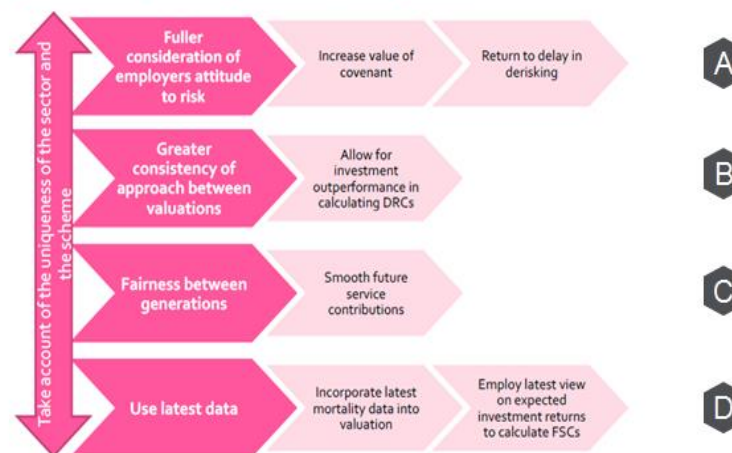 Take account of the uniqueness of the sector and
the scheme
Fuller
consideration of
employers attitude
to risk
Increase value of
covenant
Return to delay in
derisking
A
Greater
consistency of
approach between
valuations
Allow for
investment
outperformance in
calculating DRCs
B
Fairness between
generations
Smooth future
service
contributions
C
Use latest data
Incorporate latest
mortality data into
valuation
Employ latest view
on expected
investment returns
to calculate FSCs
D